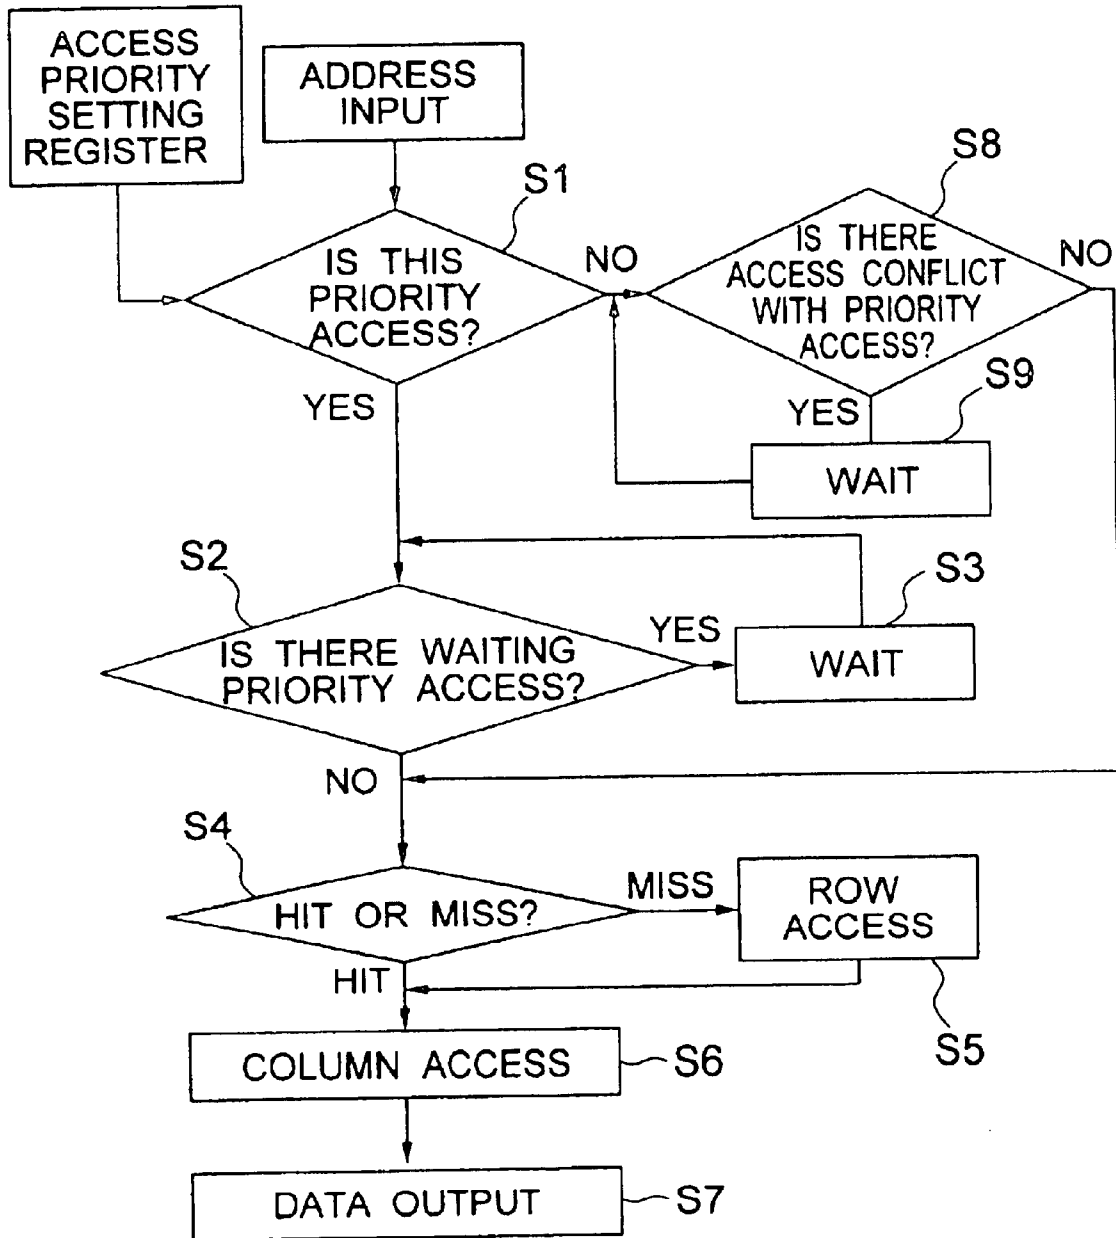 ACCESS
PRIORITY
SETTING
REGISTER
ADDRESS
INPUT
S1
IS THIS
PRIORITY
ACCESS?
NO
YES
S8
IS THERE
ACCESS CONFLICT
WITH PRIORITY
ACCESS?
NO
YES
S9
WAIT
S2
IS THERE WAITING
PRIORITY ACCESS?
YES
S3
WAIT
NO
S4
HIT OR MISS?
MISS
ROW
ACCESS
S5
HIT
COLUMN ACCESS
S6
DATA OUTPUT
S7